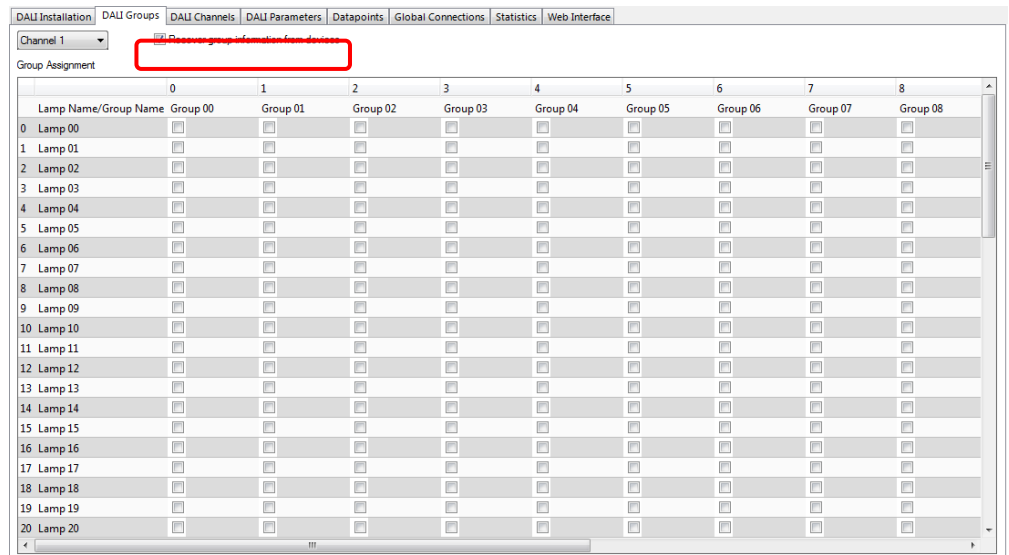 DALI Installation DALI Groups DALI Channels DALI Parameters Datapoints Global Connections Statistics Web Interface
Channel 1 Recover group information from devices
Group Assignment
0 1 2 3 4 5 6 7 8
Lamp Name/Group Name Group 00 Group 01 Group 02 Group 03 Group 04 Group 05 Group 06 Group 07 Group 08
0 Lamp 00
1 Lamp 01
2 Lamp 02
3 Lamp 03
4 Lamp 04
5 Lamp 05
6 Lamp 06
7 Lamp 07
8 Lamp 08
9 Lamp 09
10 Lamp 10
11 Lamp 11
12 Lamp 12
13 Lamp 13
14 Lamp 14
15 Lamp 15
16 Lamp 16
17 Lamp 17
18 Lamp 18
19 Lamp 19
20 Lamp 20